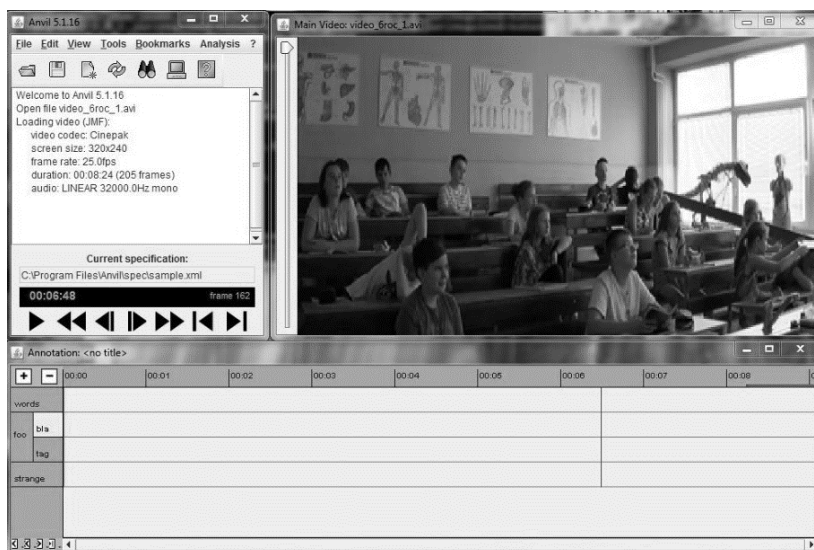 Anvil 5.1.16
File Edit View Tools Bookmarks Analysis ?
Welcome to Anvil 5.1.16
Open file video_6roc_1.avi
Loading video (JMF):
video codec: Cinepak
screen size: 320x240
frame rate: 25.0fps
duration: 00:08:24 (205 frames)
audio: LINEAR 32000.0Hz mono
Current specification:
C:\Program Files\Anvil\spec\sample.xml
00:06:48 frame 162
Main Video: video_6roc_1.avi
Annotation: <no title>
00:00 00:01 00:02 00:03 00:04 00:05 00:06 00:07 00:08
words
foo
bla
tag
strange